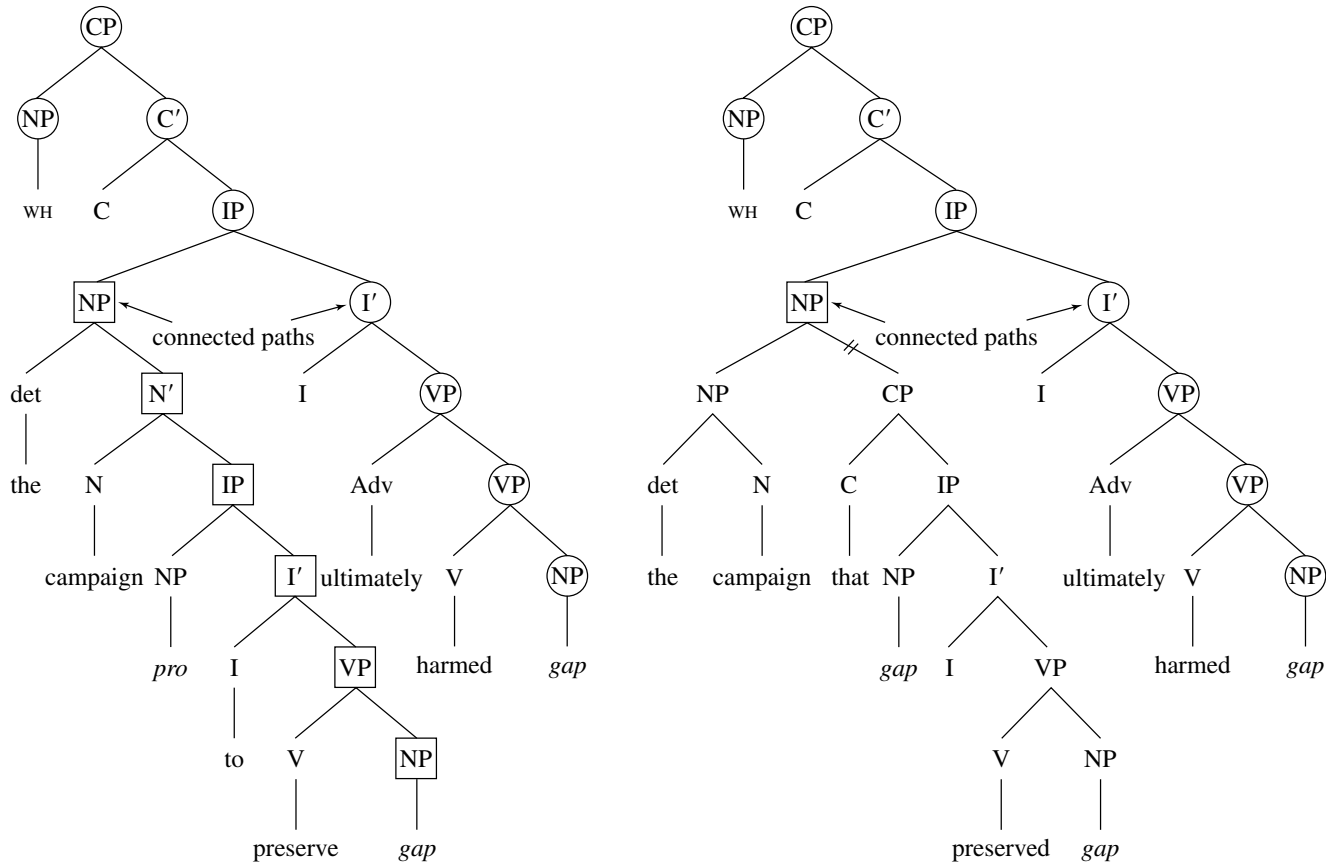 CP CP
NP C′ NP C′
WH C IP WH C IP
NP I′ NP I′
connected paths connected paths
det N′ I VP NP CP I VP
the N IP Adv VP det N C IP Adv VP
campaign NP I′ ultimately V NP the campaign that NP I′ ultimately V NP
pro I VP harmed gap gap I VP harmed gap
to V NP V NP
preserve gap preserved gap